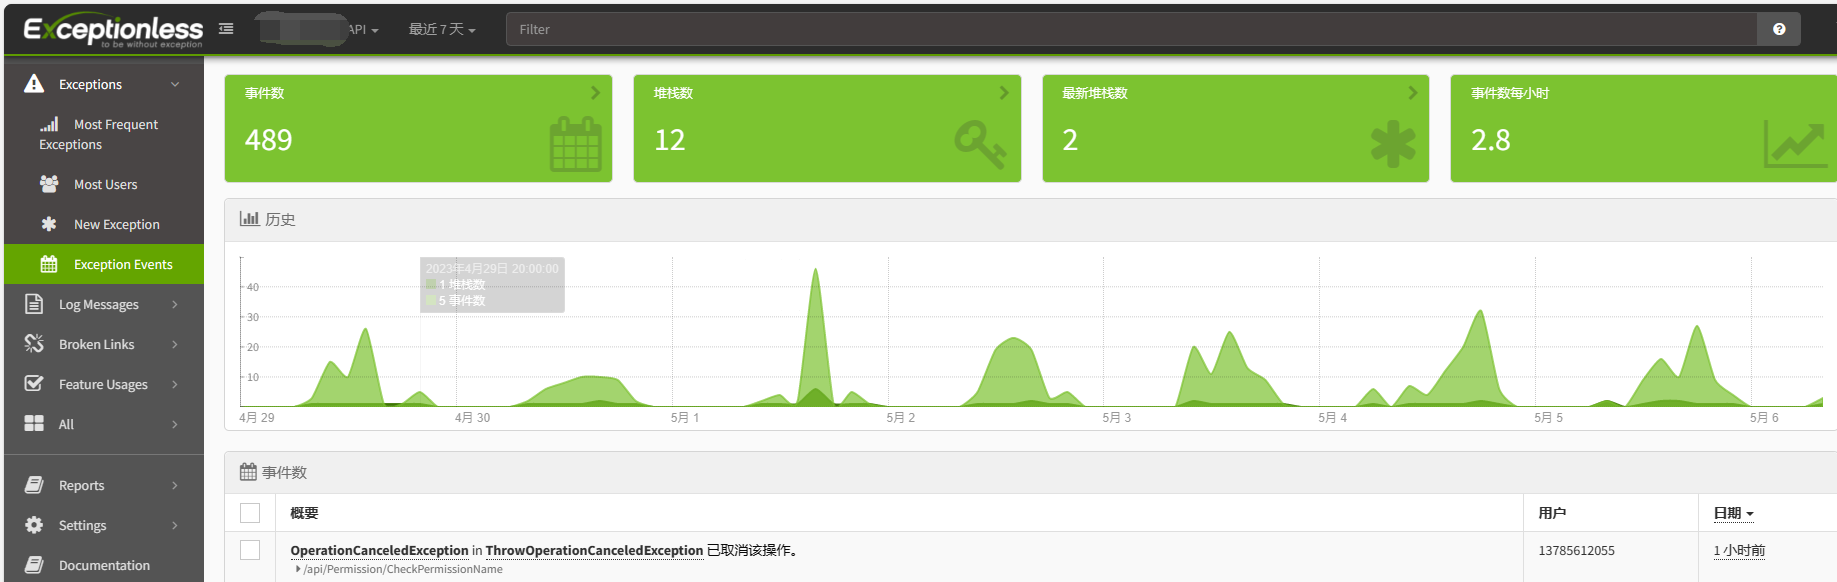 Exceptionless
to be without exception
API
最近 7 天
Filter
Exceptions
Most Frequent
Exceptions
Most Users
New Exception
Exception Events
Log Messages
Broken Links
Feature Usages
All
Reports
Settings
Documentation
事件数
489
堆栈数
12
最新堆栈数
2
事件数每小时
2.8
历史
2023年4月29日 20:00:00
1 堆栈数
5 事件数
40
30
20
10
4月 29
4月 30
5月 1
5月 2
5月 3
5月 4
5月 5
5月 6
事件数
概要
用户
日期
OperationCanceledException in ThrowOperationCanceledException 已取消该操作。
13785612055
1 小时前
/api/Permission/CheckPermissionName